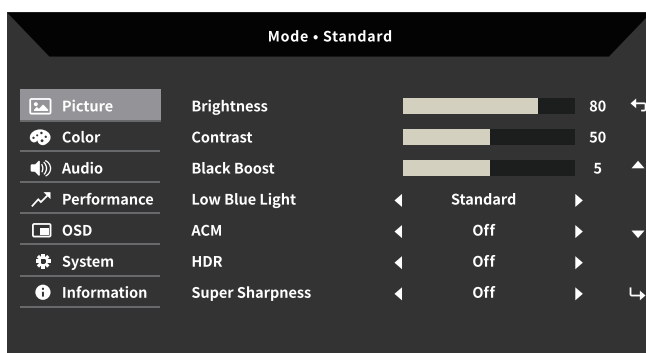 Mode • Standard
Picture Brightness 80
Color Contrast 50
Audio Black Boost 5
Performance Low Blue Light Standard
OSD ACM Off
System HDR Off
Information Super Sharpness Off